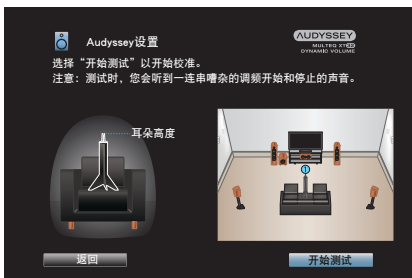 Audyssey设置
AUDYSSEY
MULTEQ XT32
DYNAMIC VOLUME
选择“开始测试”以开始校准。
注意：测试时，您会听到一连串嘈杂的调频开始和停止的声音。
耳朵高度
1
返回
开始测试